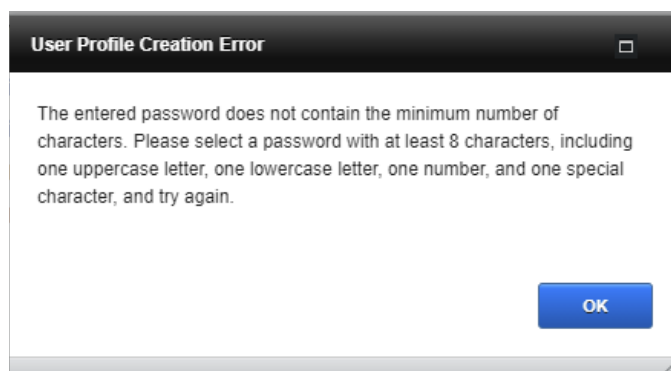 User Profile Creation Error
The entered password does not contain the minimum number of
characters. Please select a password with at least 8 characters, including
one uppercase letter, one lowercase letter, one number, and one special
character, and try again.
OK